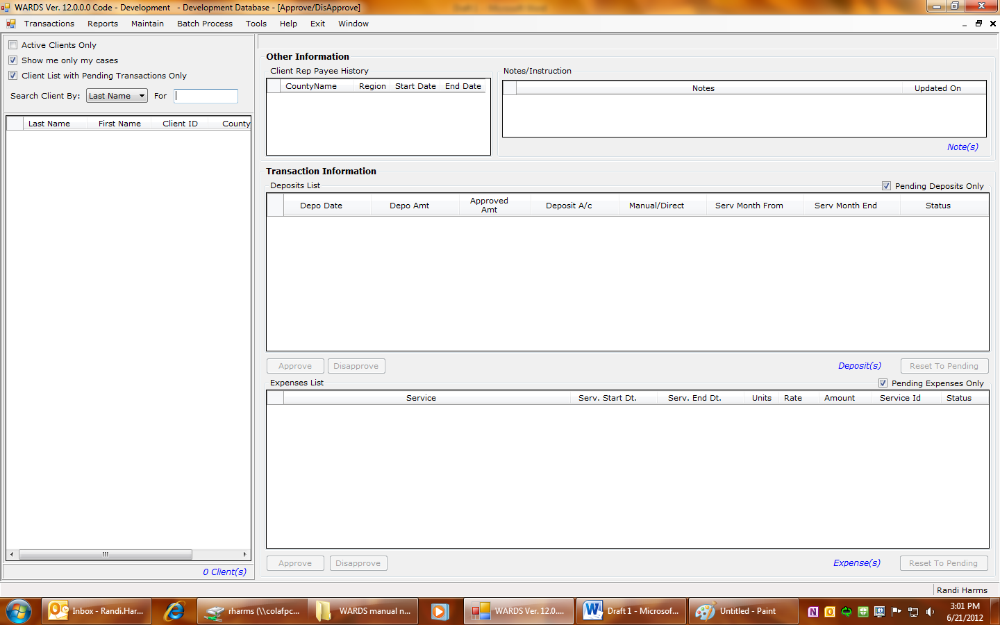 WARDS Ver. 12.0.0.0 Code - Development - Development Database - [Approve/DisApprove]
Transactions Reports Maintain Batch Process Tools Help Exit Window
Active Clients Only
Show me only my cases
Client List with Pending Transactions Only
Search Client By: Last Name For
Last Name First Name Client ID County
0 Client(s)
Other Information
Client Rep Payee History
CountyName Region Start Date End Date
Notes/Instruction
Notes Updated On
Note(s)
Transaction Information
Deposits List
Pending Deposits Only
Depo Date Depo Amt Approved Amt Deposit A/c Manual/Direct Serv Month From Serv Month End Status
Approve Disapprove Deposit(s) Reset To Pending
Expenses List
Pending Expenses Only
Service Serv. Start Dt. Serv. End Dt. Units Rate Amount Service Id Status
Approve Disapprove Expense(s) Reset To Pending
Randi Harms
Inbox - Randi.Har... rharms (\\colafpc... WARDS manual n... WARDS Ver. 12.0.... Draft 1 - Microsof... Untitled - Paint
3:01 PM
6/21/2012